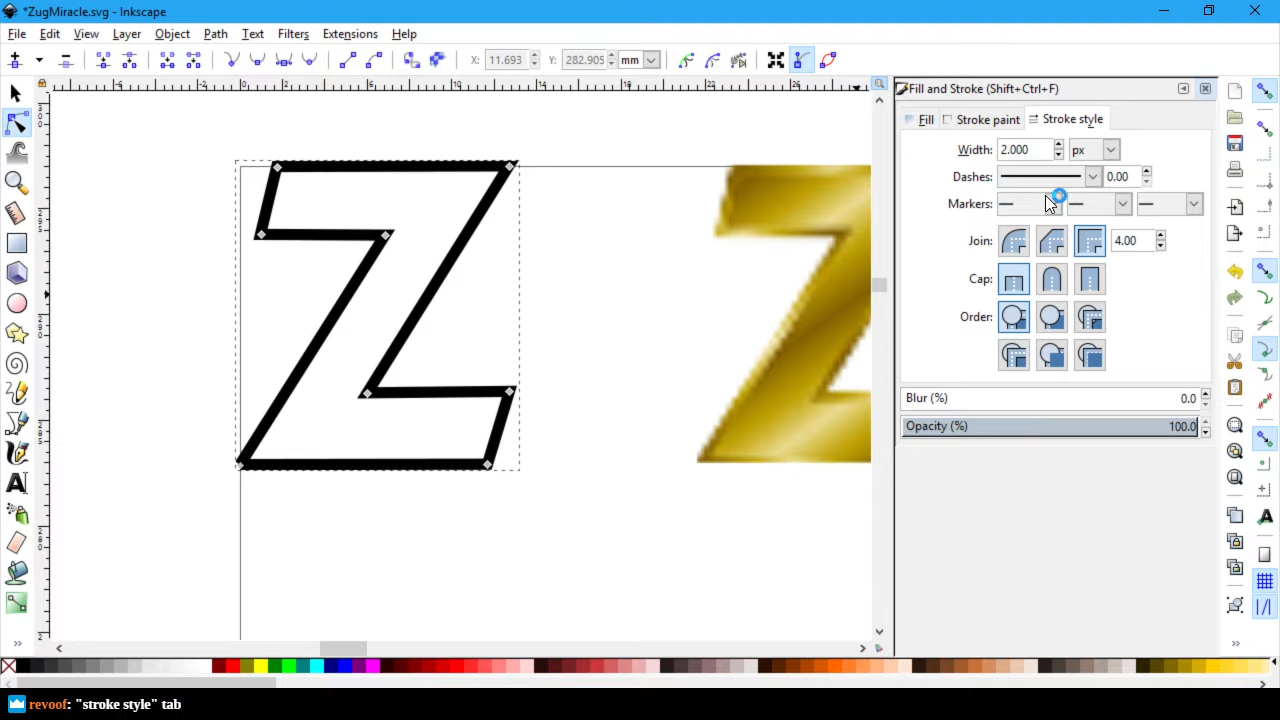 *ZugMiracle.svg - Inkscape
File Edit View Layer Object Path Text Filters Extensions Help
X: 11.693 Y: 282.905 mm
Fill and Stroke (Shift+Ctrl+F)
Fill Stroke paint Stroke style
Width: 2.000 px
Dashes: 0.00
Markers:
Join: 4.00
Cap:
Order:
Blur (%) 0.0
Opacity (%) 100.0
Z Z
revoof: "stroke style" tab